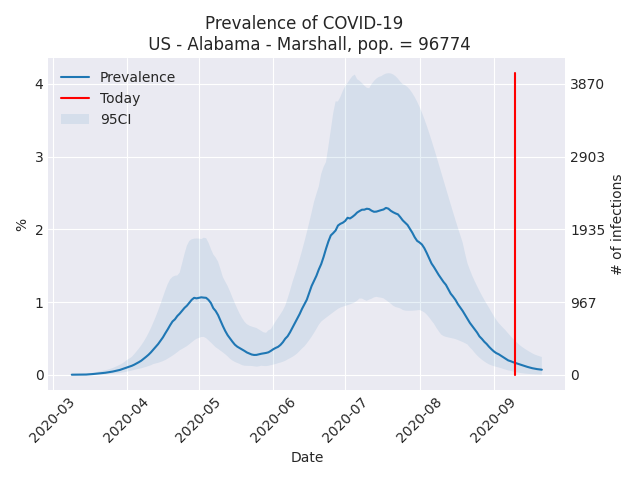 Prevalence of COVID-19
US - Alabama - Marshall, pop. = 96774
Prevalence
Today
95CI
4
3
2
1
0
%
3870
2903
1935
967
0
# of infections
2020-03
2020-04
2020-05
2020-06
2020-07
2020-08
2020-09
Date